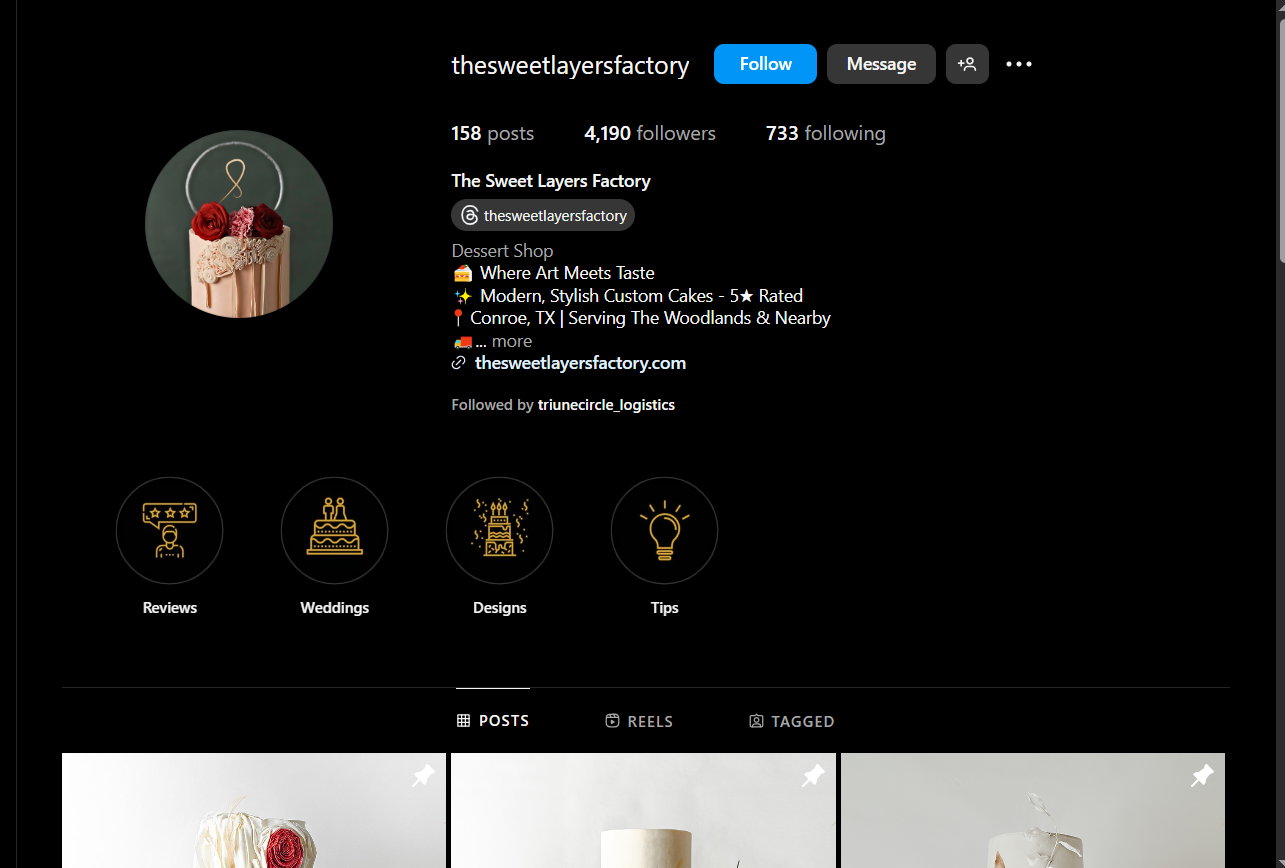 thesweetlayersfactory Follow Message
158 posts 4,190 followers 733 following
The Sweet Layers Factory
thesweetlayersfactory
Dessert Shop
🍰 Where Art Meets Taste
✨ Modern, Stylish Custom Cakes - 5★ Rated
📍Conroe, TX | Serving The Woodlands & Nearby
🚚 ... more
thesweetlayersfactory.com
Followed by triunecircle_logistics
Reviews Weddings Designs Tips
POSTS REELS TAGGED